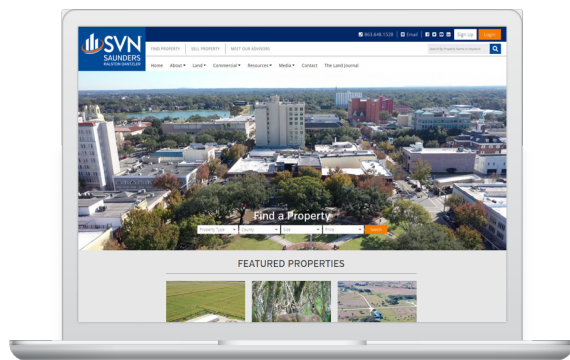 863.648.1528 Email Sign Up Login
SVN
SAUNDERS
RALSTON DANTZLER
FIND PROPERTY SELL PROPERTY MEET OUR ADVISORS
Home About Land Commercial Resources Media Contact The Land Journal
Find a Property
Property Type County Size Price Search
FEATURED PROPERTIES